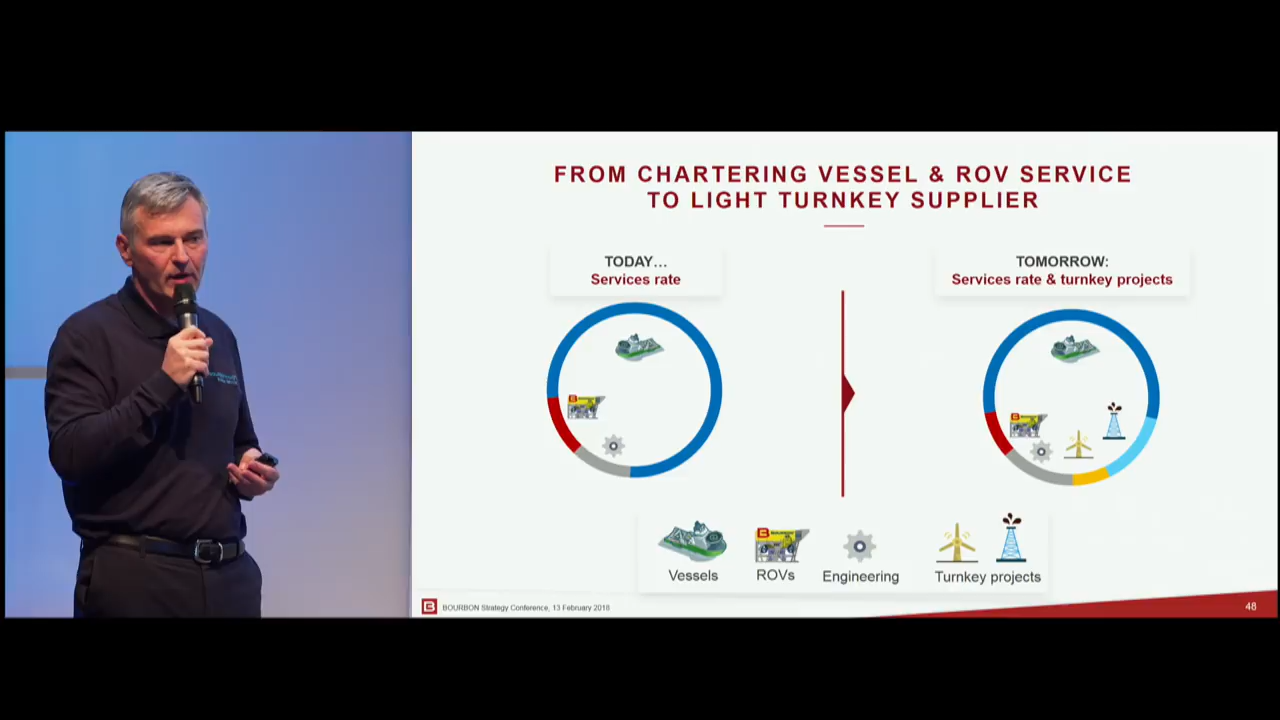 FROM CHARTERING VESSEL & ROV SERVICE
TO LIGHT TURNKEY SUPPLIER
TODAY…
Services rate
TOMORROW:
Services rate & turnkey projects
Vessels
ROVs
Engineering
Turnkey projects
BOURBON Strategy Conference, 13 February 2018
48